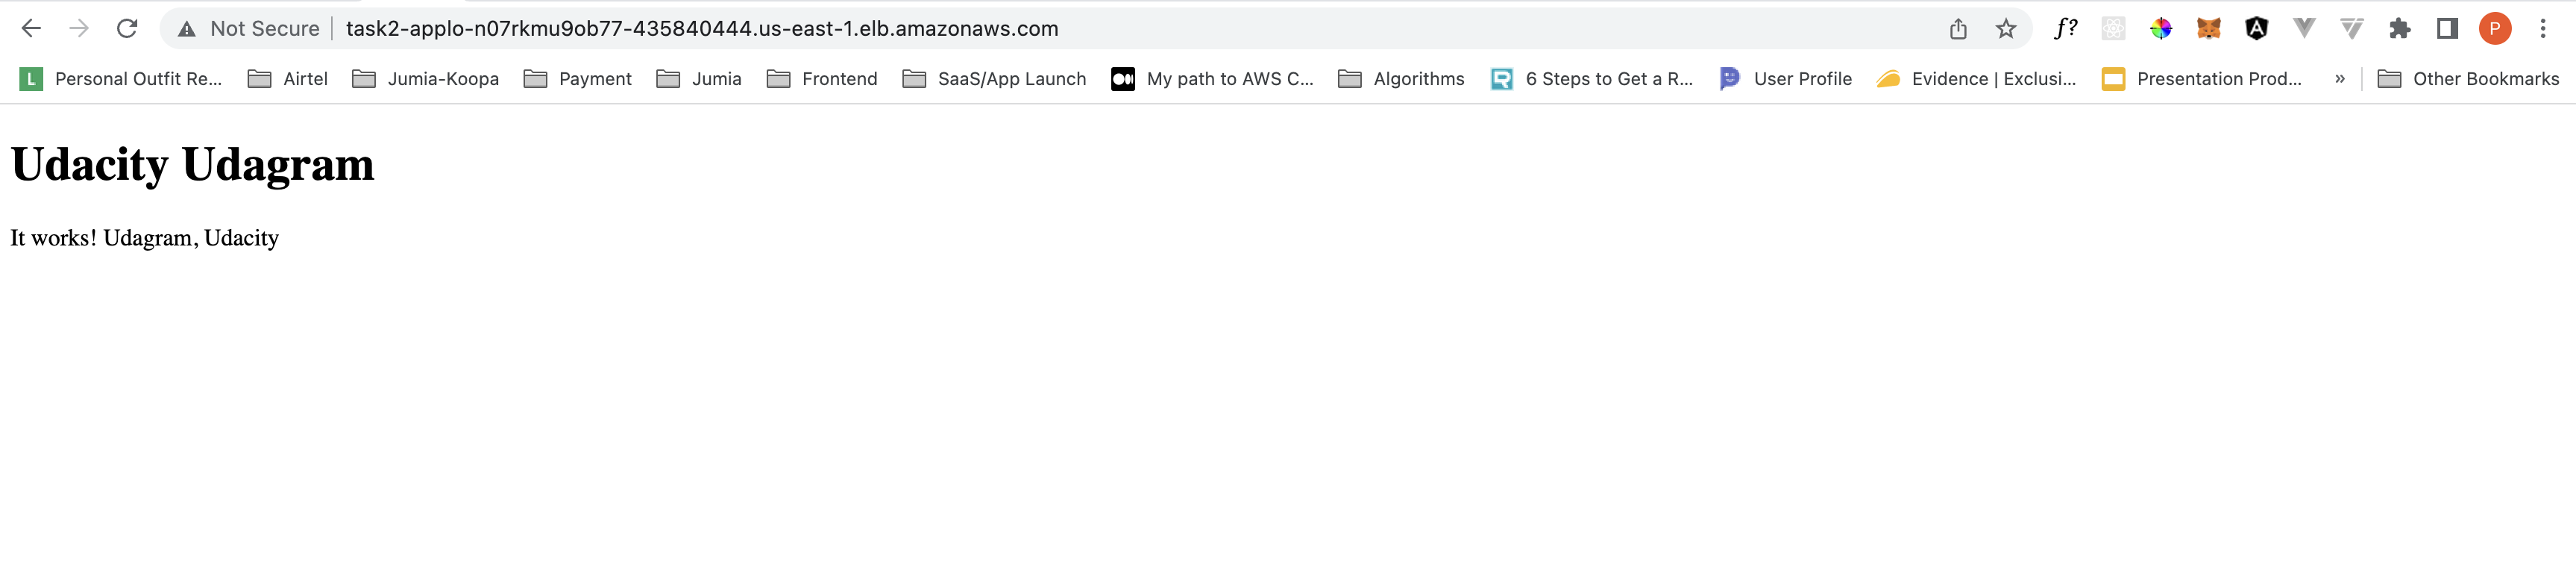 Not Secure task2-applo-n07rkmu9ob77-435840444.us-east-1.elb.amazonaws.com f? P
L Personal Outfit Re... Airtel Jumia-Koopa Payment Jumia Frontend SaaS/App Launch My path to AWS C... Algorithms 6 Steps to Get a R... User Profile Evidence | Exclusi... Presentation Prod... » Other Bookmarks
Udacity Udagram
It works! Udagram, Udacity